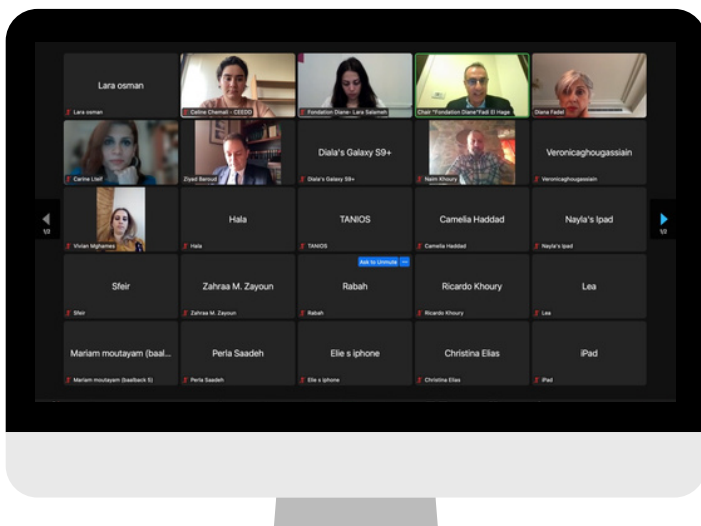 Lara osman
Lara osman
Celine Chemali - CEEDD
Fondation Diane- Lara Salameh
Chair "Fondation Diane"Fadi El Hage
Diana Fadel
Carine Lteif
Ziyad Baroud
Diala's Galaxy S9+
Diala's Galaxy S9+
Naim Khoury
Veronicaghougassiain
Veronicaghougassiain
1/2
1/2
Vivian Mghames
Hala
Hala
TANIOS
TANIOS
Camelia Haddad
Camelia Haddad
Nayla's Ipad
Nayla's Ipad
Ask to Unmute
Sfeir
Sfeir
Zahraa M. Zayoun
Zahraa M. Zayoun
Rabah
Rabah
Ricardo Khoury
Ricardo Khoury
Lea
Lea
Mariam moutayam (baal...
Mariam moutayam (baalback 5)
Perla Saadeh
Perla Saadeh
Elie s iphone
Elie s iphone
Christina Elias
Christina Elias
iPad
iPad